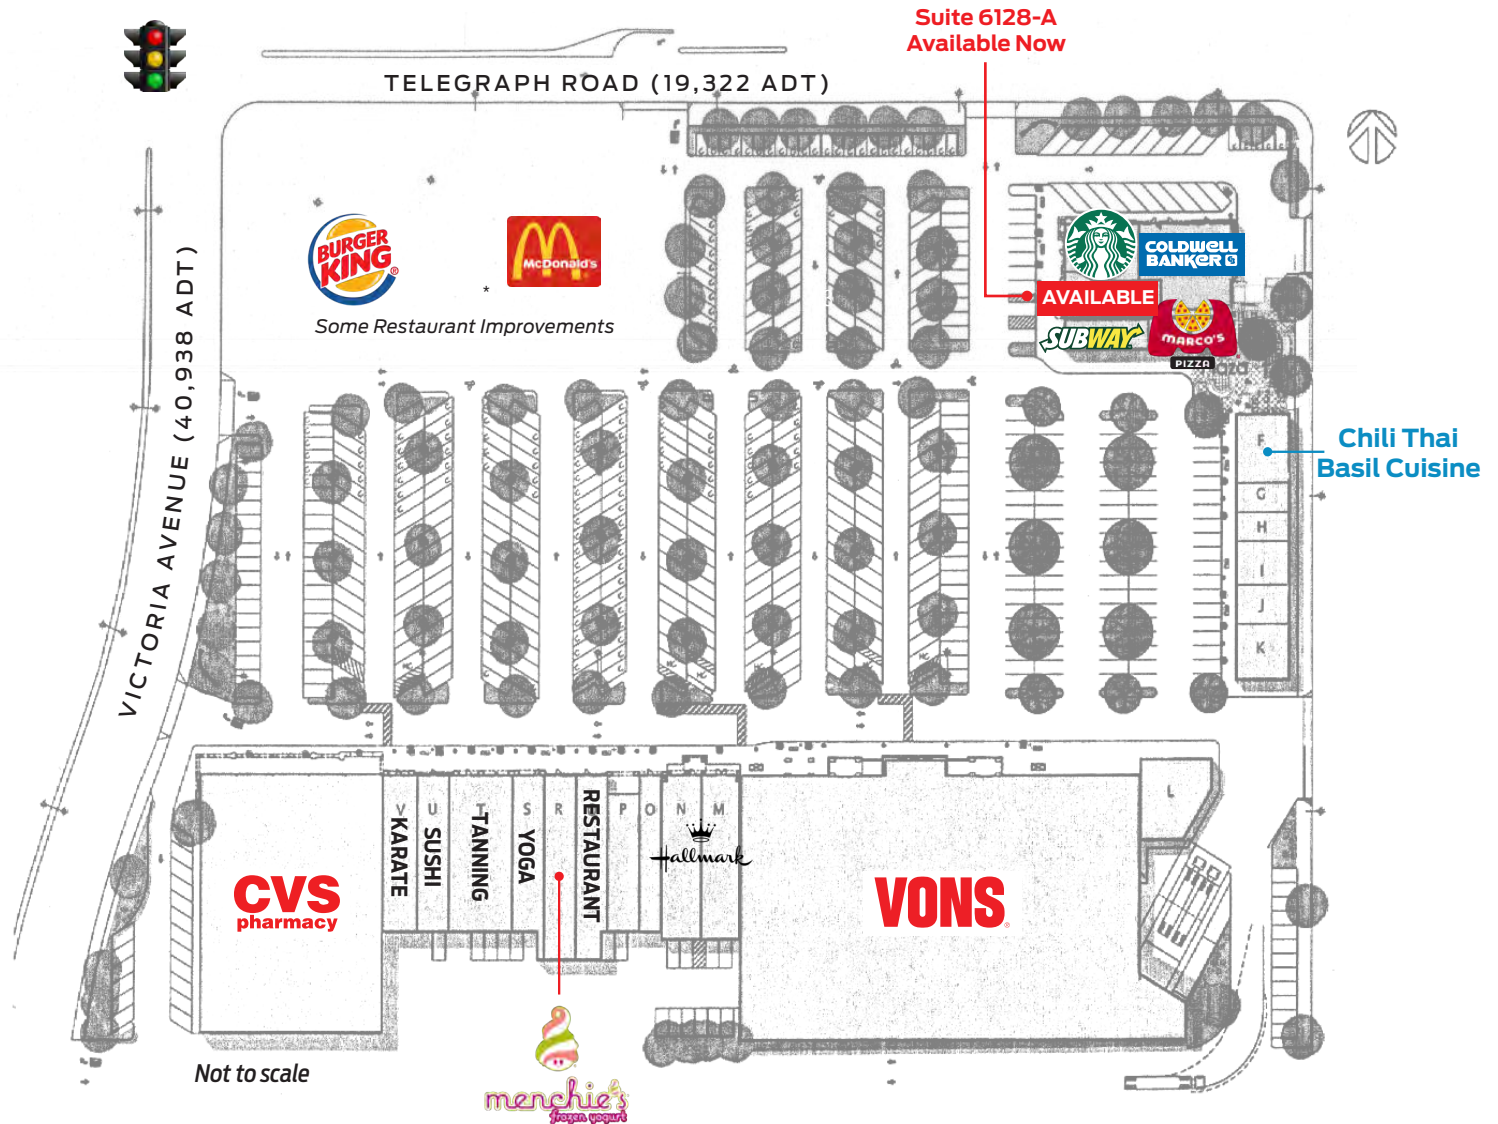 Suite 6128-A
Available Now
TELEGRAPH ROAD (19,322 ADT)
VICTORIA AVENUE (40,938 ADT)
BURGER
KING®
McDonald's
*
Some Restaurant Improvements
COLDWELL
BANKER
AVAILABLE
SUBWAY
MARCO'S
PIZZA
Chili Thai
Basil Cuisine
F
G
H
I
J
K
L
V
KARATE
U
SUSHI
T
TANNING
S
YOGA
R
RESTAURANT
P
O
N
M
Hallmark
CVS
pharmacy
VONS
Not to scale
menchie's
frozen yogurt